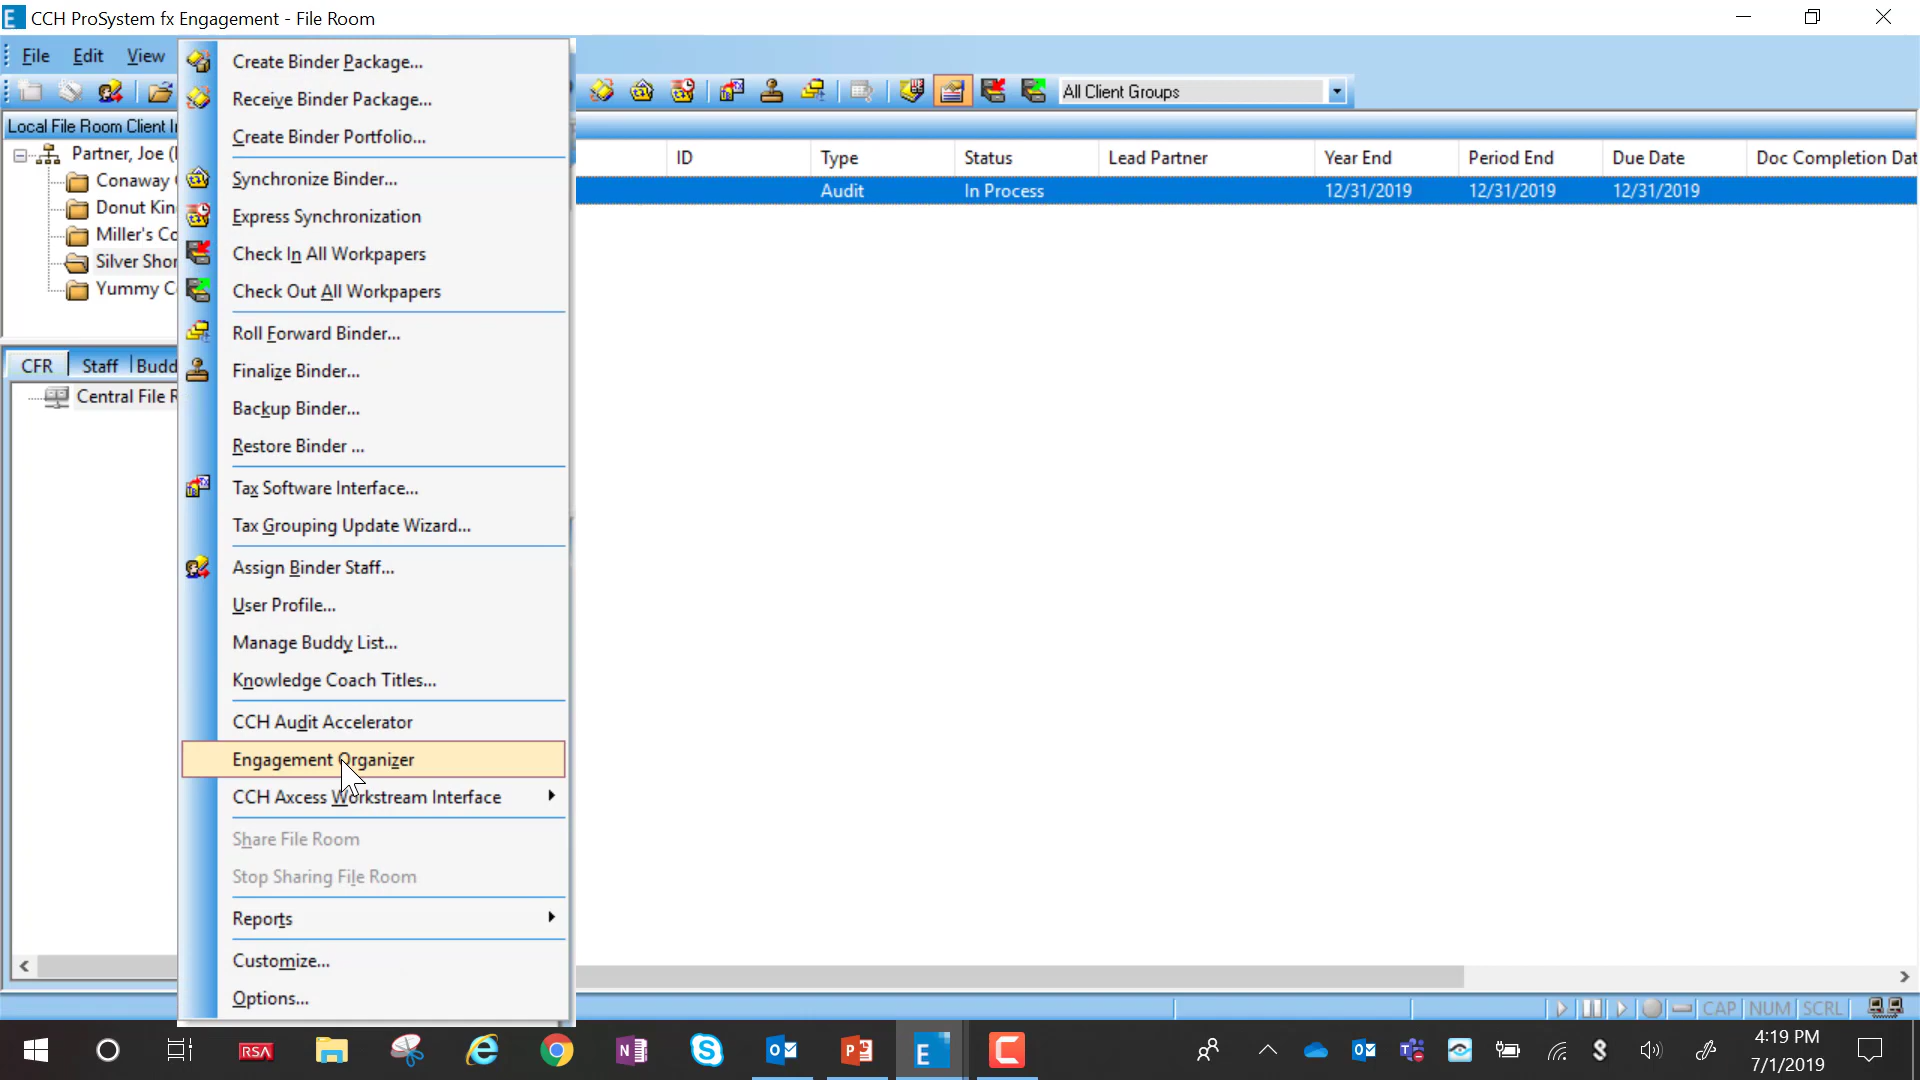 CCH ProSystem fx Engagement - File Room
File Edit View
All Client Groups
Local File Room Client
Partner, Joe
Conaway
Donut
Miller's
Silver
Yummy
CFR Staff
Central File
Create Binder Package...
Receive Binder Package...
Create Binder Portfolio...
Synchronize Binder...
Express Synchronization
Check In All Workpapers
Check Out All Workpapers
Roll Forward Binder...
Finalize Binder...
Backup Binder...
Restore Binder ...
Tax Software Interface...
Tax Grouping Update Wizard...
Assign Binder Staff...
User Profile...
Manage Buddy List...
Knowledge Coach Titles...
CCH Audit Accelerator
Engagement Organizer
CCH Axcess Workstream Interface
Share File Room
Stop Sharing File Room
Reports
Customize...
Options...
ID Type Status Lead Partner Year End Period End Due Date Doc Completion Dat
Audit In Process 12/31/2019 12/31/2019 12/31/2019
CAP NUM SCRL
RSA
4:19 PM
7/1/2019